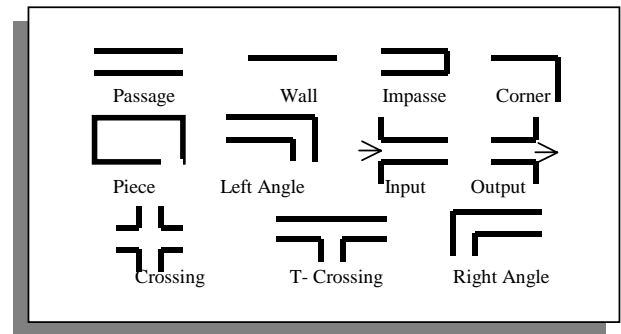 Passage Wall Impasse Corner
Piece Left Angle Input Output
Crossing T- Crossing Right Angle